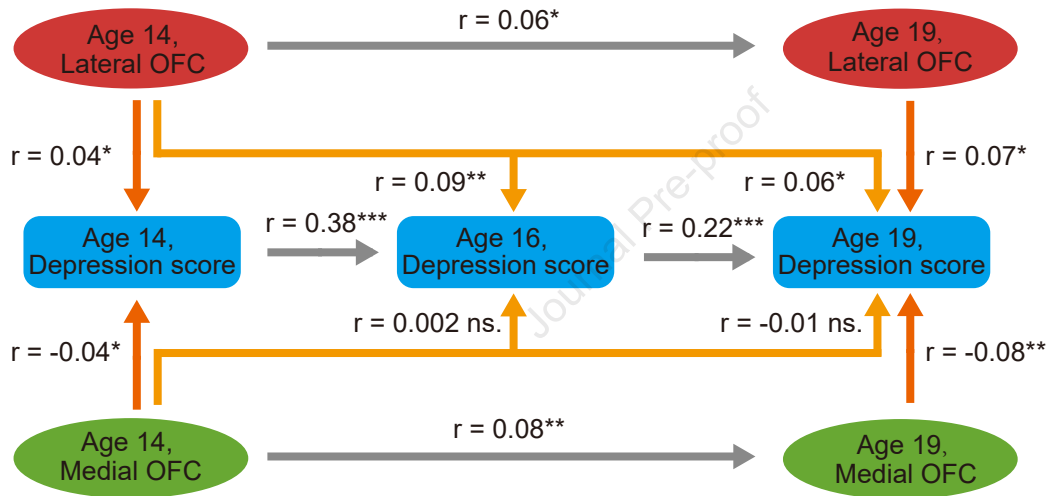 Age 14,
Lateral OFC
r = 0.06*
Age 19,
Lateral OFC
r = 0.04*
r = 0.09**
r = 0.06*
r = 0.07*
Age 14,
Depression score
r = 0.38***
Age 16,
Depression score
r = 0.22***
Age 19,
Depression score
Journal Pre-proof
r = -0.04*
r = 0.002 ns.
r = -0.01 ns.
r = -0.08**
Age 14,
Medial OFC
r = 0.08**
Age 19,
Medial OFC